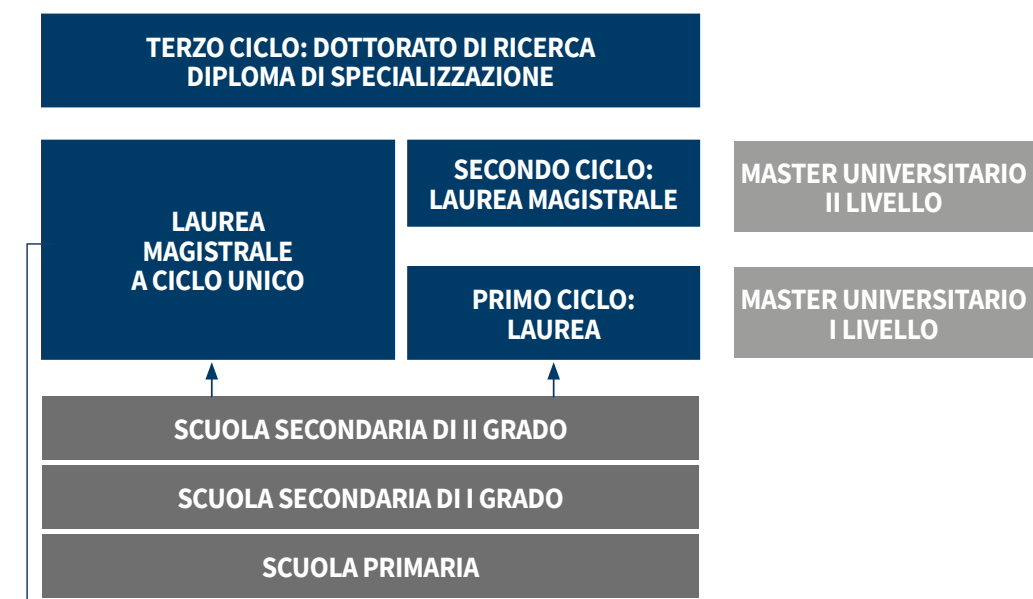 TERZO CICLO: DOTTORATO DI RICERCA
DIPLOMA DI SPECIALIZZAZIONE
LAUREA
MAGISTRALE
A CICLO UNICO
SECONDO CICLO:
LAUREA MAGISTRALE
MASTER UNIVERSITARIO
II LIVELLO
PRIMO CICLO:
LAUREA
MASTER UNIVERSITARIO
I LIVELLO
SCUOLA SECONDARIA DI II GRADO
SCUOLA SECONDARIA DI I GRADO
SCUOLA PRIMARIA